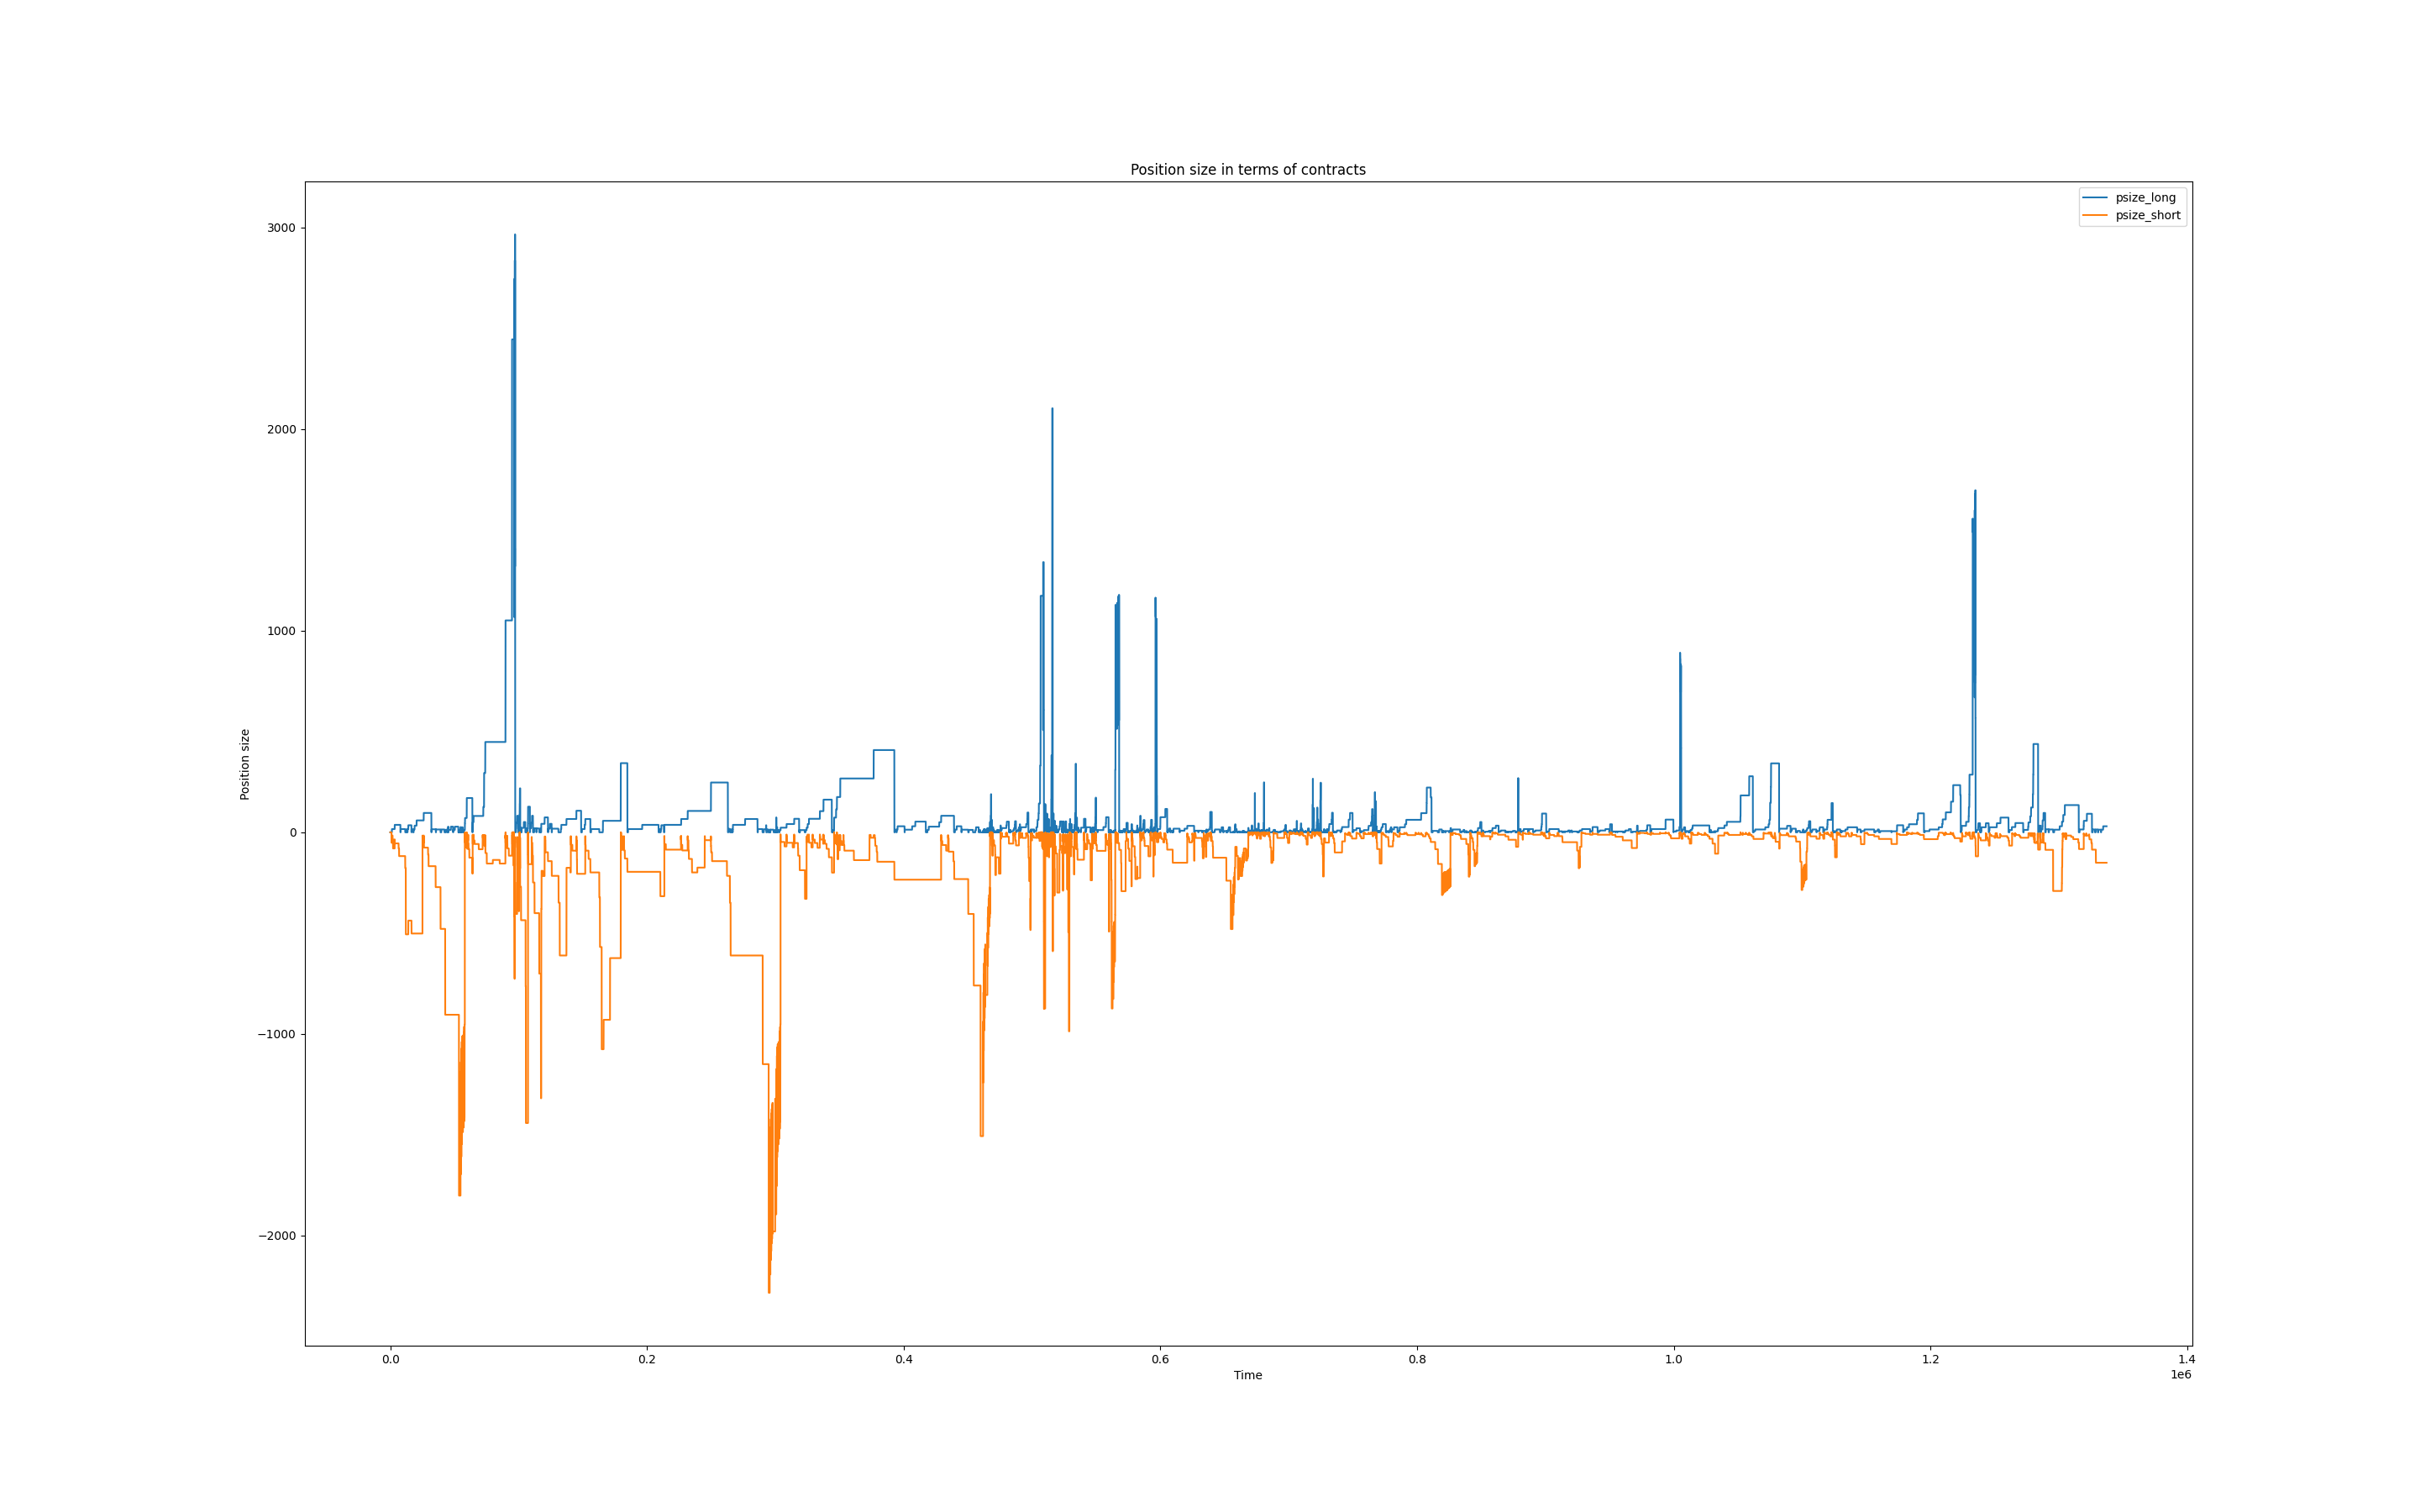 Position size in terms of contracts
psize_long
psize_short
3000
2000
1000
0
−1000
−2000
Position size
0.0
0.2
0.4
0.6
0.8
1.0
1.2
1.4
Time
1e6